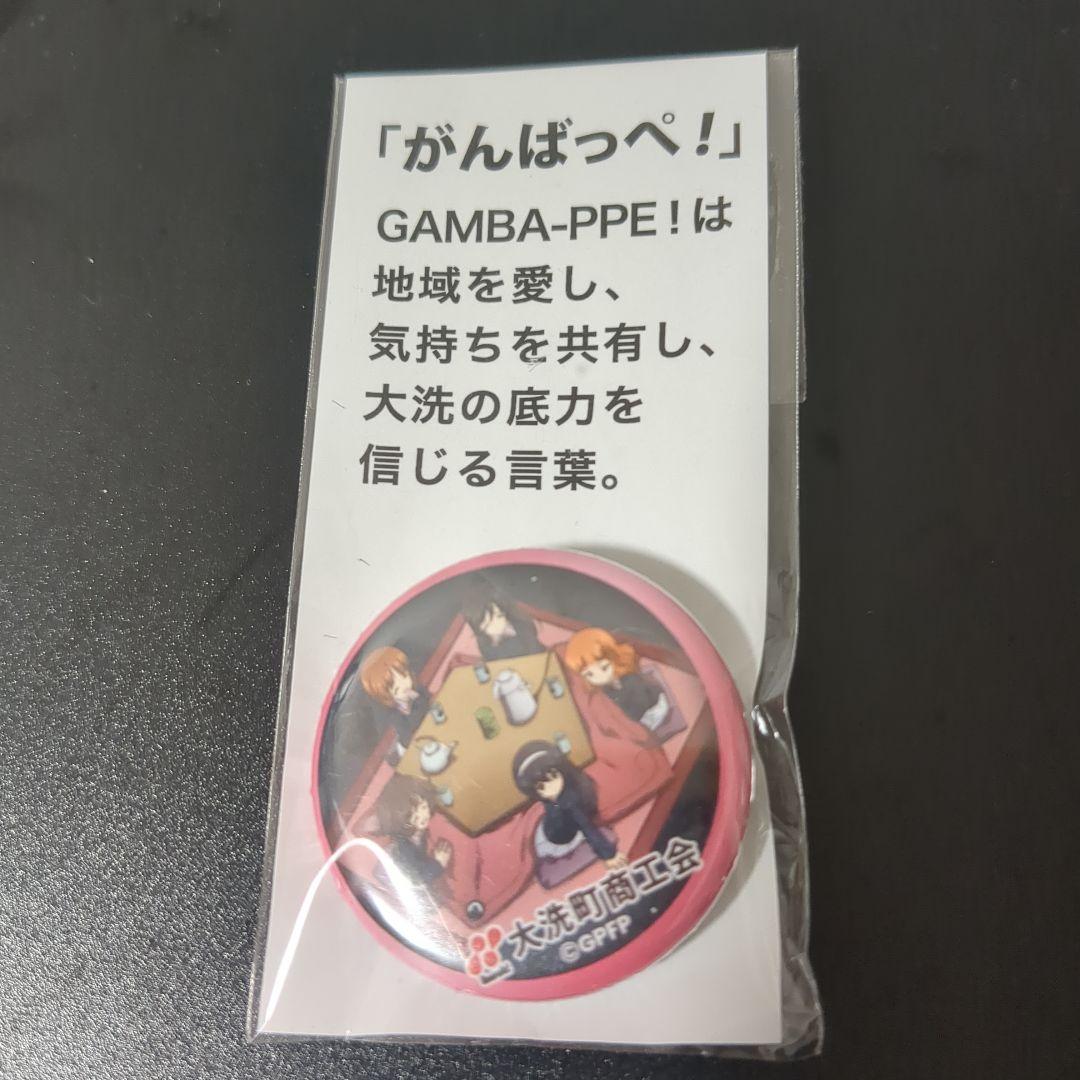 「がんばっぺ！」
GAMBA-PPE！は
地域を愛し、
気持ちを共有し、
大洗の底力を
信じる言葉。
大洗町商工会
©GPFP